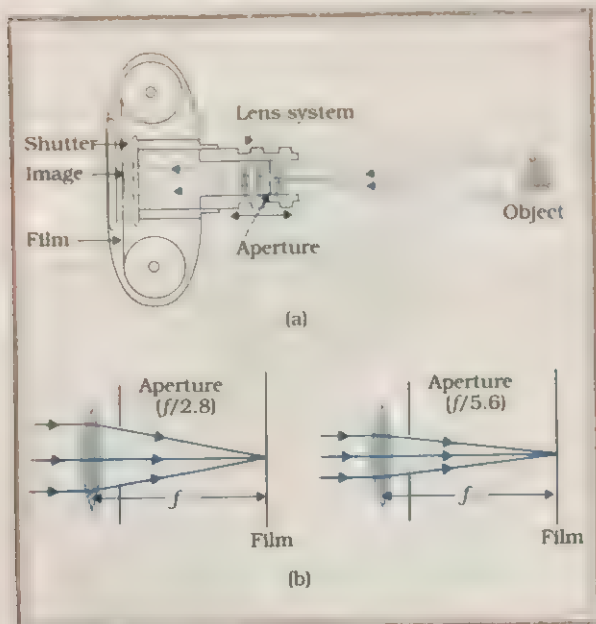 Lens system
Shutter
Image
Object
Film
Aperture
(a)
Aperture
(f/2.8)
Aperture
(f/5.6)
f
f
Film
Film
(b)